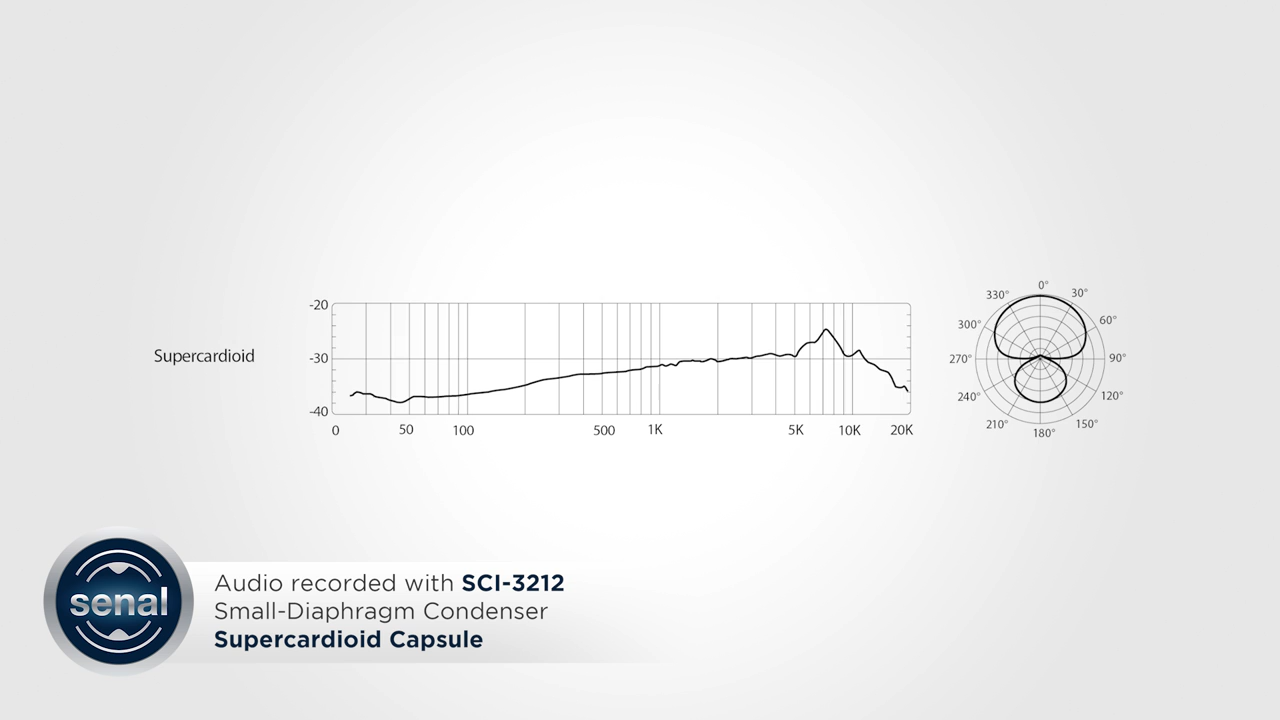 Supercardioid
-20
-30
-40
0 50 100 500 1K 5K 10K 20K
0°
330° 30°
300° 60°
270° 90°
240° 120°
210° 150°
180°
senal
Audio recorded with SCI-3212
Small-Diaphragm Condenser
Supercardioid Capsule